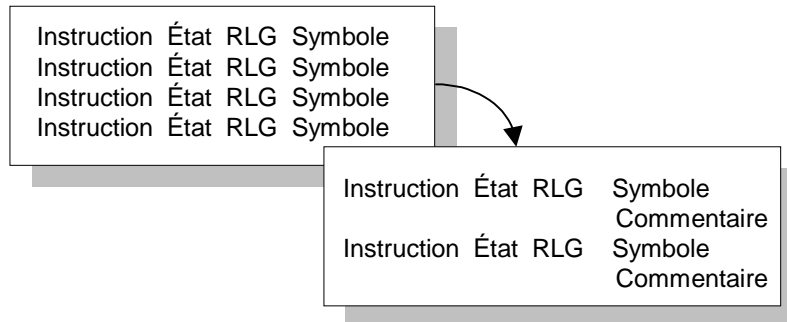 Instruction État RLG Symbole
Instruction État RLG Symbole
Instruction État RLG Symbole
Instruction État RLG Symbole
Instruction État RLG Symbole
Commentaire
Instruction État RLG Symbole
Commentaire